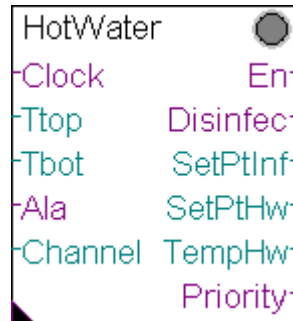 HotWater
Clock En
Ttop Disinfec
Tbot SetPtInf
Ala SetPtHw
Channel TempHw
Priority